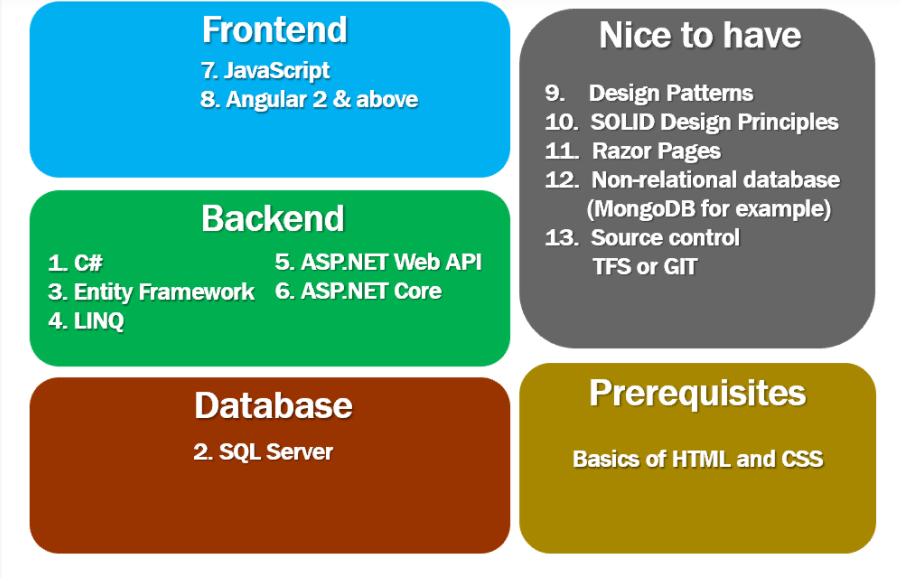 Frontend
7. JavaScript
8. Angular 2 & above
Backend
1. C#
3. Entity Framework
4. LINQ
5. ASP.NET Web API
6. ASP.NET Core
Database
2. SQL Server
Nice to have
9. Design Patterns
10. SOLID Design Principles
11. Razor Pages
12. Non-relational database
(MongoDB for example)
13. Source control
TFS or GIT
Prerequisites
Basics of HTML and CSS